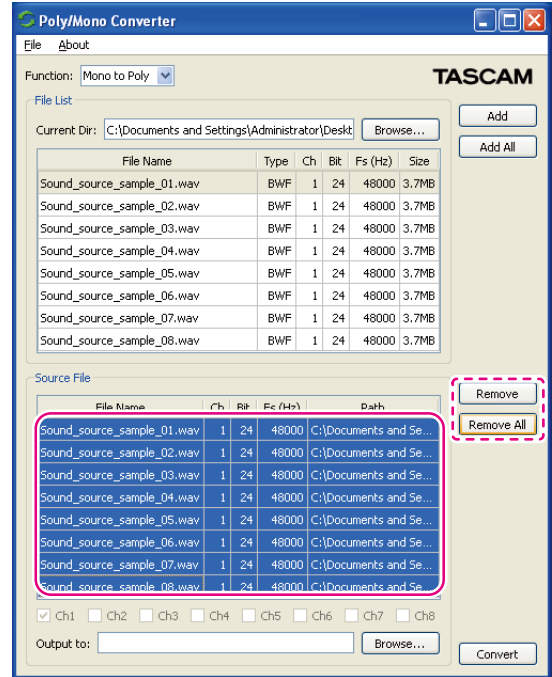 Poly/Mono Converter
File About
Function: Mono to Poly TASCAM
File List
Add
Current Dir: C:\Documents and Settings\Administrator\Deskt Browse...
Add All
File Name Type Ch Bit Fs (Hz) Size
Sound_source_sample_01.wav BWF 1 24 48000 3.7MB
Sound_source_sample_02.wav BWF 1 24 48000 3.7MB
Sound_source_sample_03.wav BWF 1 24 48000 3.7MB
Sound_source_sample_04.wav BWF 1 24 48000 3.7MB
Sound_source_sample_05.wav BWF 1 24 48000 3.7MB
Sound_source_sample_06.wav BWF 1 24 48000 3.7MB
Sound_source_sample_07.wav BWF 1 24 48000 3.7MB
Sound_source_sample_08.wav BWF 1 24 48000 3.7MB
Source File
Remove
File Name Ch Bit Fs (Hz) Path
Remove All
Sound_source_sample_01.wav 1 24 48000 C:\Documents and Se...
Sound_source_sample_02.wav 1 24 48000 C:\Documents and Se...
Sound_source_sample_03.wav 1 24 48000 C:\Documents and Se...
Sound_source_sample_04.wav 1 24 48000 C:\Documents and Se...
Sound_source_sample_05.wav 1 24 48000 C:\Documents and Se...
Sound_source_sample_06.wav 1 24 48000 C:\Documents and Se...
Sound_source_sample_07.wav 1 24 48000 C:\Documents and Se...
Sound_source_sample_08.wav 1 24 48000 C:\Documents and Se...
Ch1 Ch2 Ch3 Ch4 Ch5 Ch6 Ch7 Ch8
Output to: Browse...
Convert